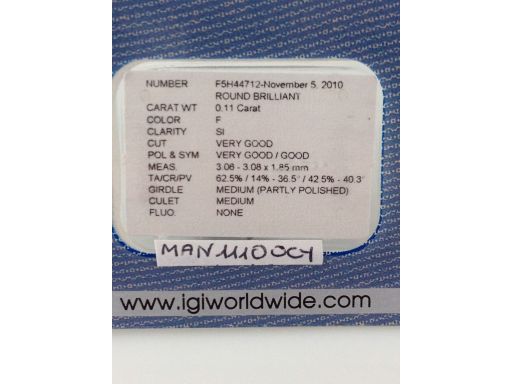 NUMBER F5H44712-November 5, 2010
ROUND BRILLIANT
CARAT WT 0.11 Carat
COLOR F
CLARITY SI
CUT VERY GOOD
POL & SYM VERY GOOD / GOOD
MEAS. 3.06 - 3.08 x 1.85 mm
TA/CR/PV 62.5% / 14% - 36.5° / 42.5% - 40.3°
GIRDLE MEDIUM (PARTLY POLISHED)
CULET MEDIUM
FLUO. NONE
www.igiworldwide.com